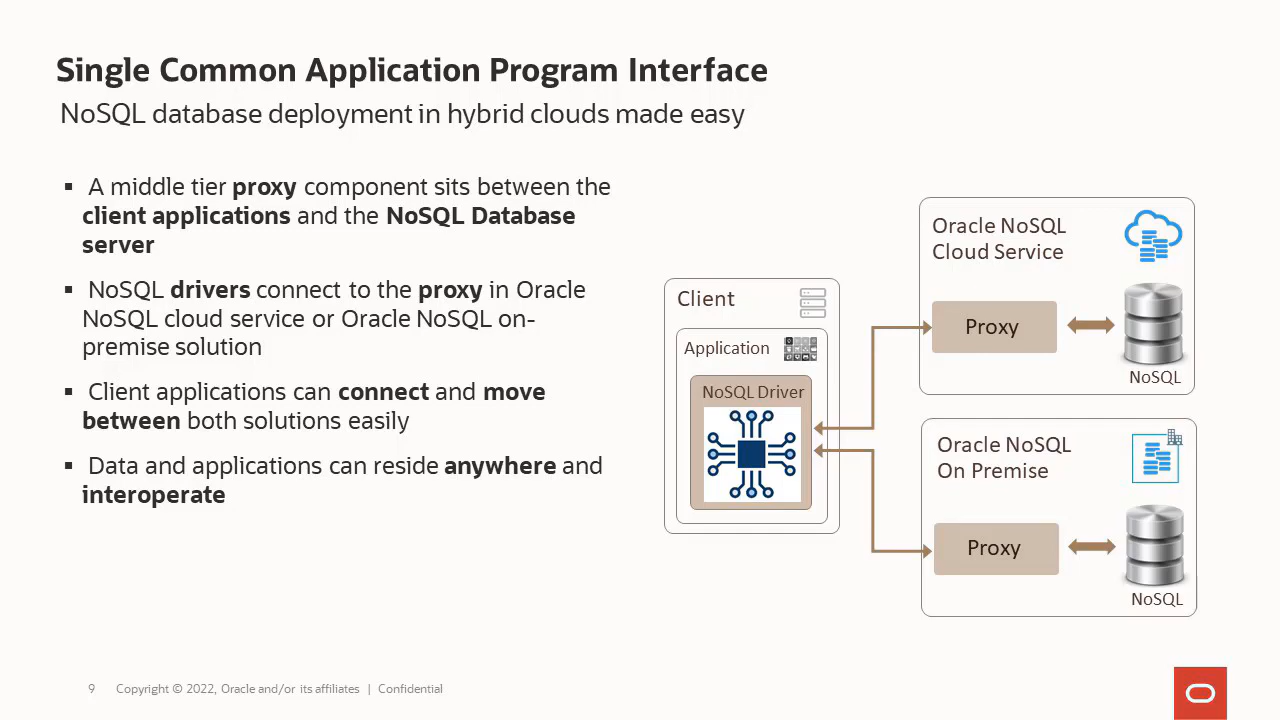 Single Common Application Program Interface
NoSQL database deployment in hybrid clouds made easy
▪ A middle tier proxy component sits between the
client applications and the NoSQL Database
server
▪ NoSQL drivers connect to the proxy in Oracle
NoSQL cloud service or Oracle NoSQL on-
premise solution
▪ Client applications can connect and move
between both solutions easily
▪ Data and applications can reside anywhere and
interoperate
Client
Application
NoSQL Driver
Oracle NoSQL
Cloud Service
Proxy
NoSQL
Oracle NoSQL
On Premise
Proxy
NoSQL
9 Copyright © 2022, Oracle and/or its affiliates | Confidential